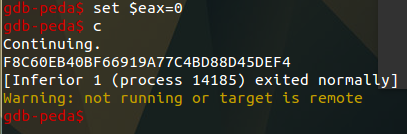 gdb-peda$ set $eax=0
gdb-peda$ c
Continuing.
F8C60EB40BF66919A77C4BD88D45DEF4
[Inferior 1 (process 14185) exited normally]
Warning: not running or target is remote
gdb-peda$